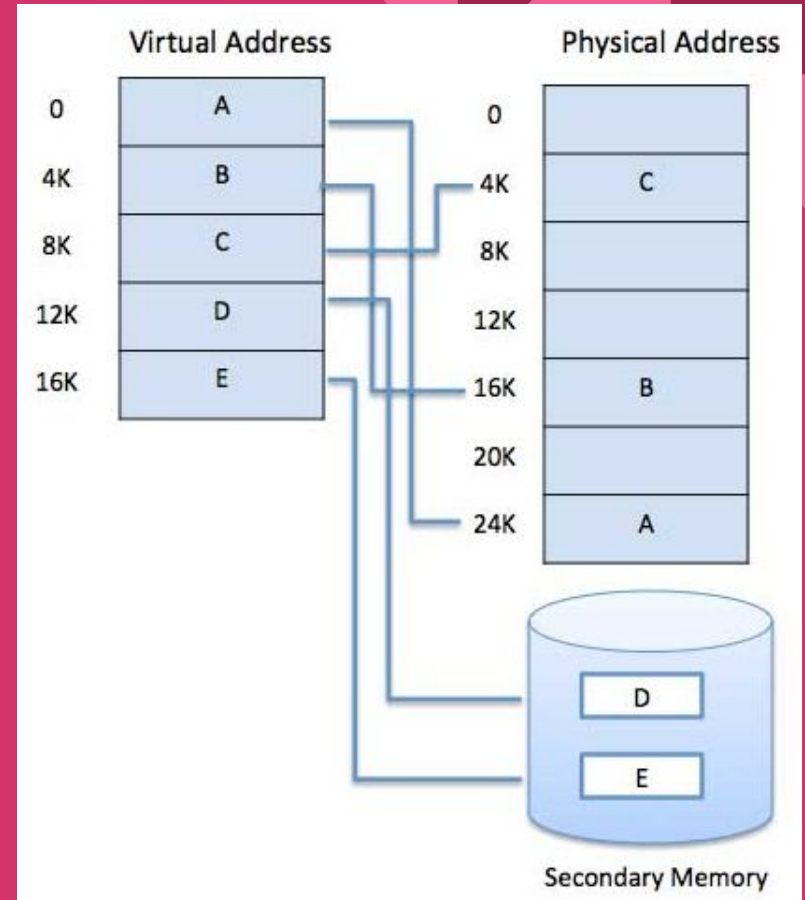 Virtual Address
Physical Address
0
A
4K
B
8K
C
12K
D
16K
E
0
4K
C
8K
12K
16K
B
20K
24K
A
D
E
Secondary Memory